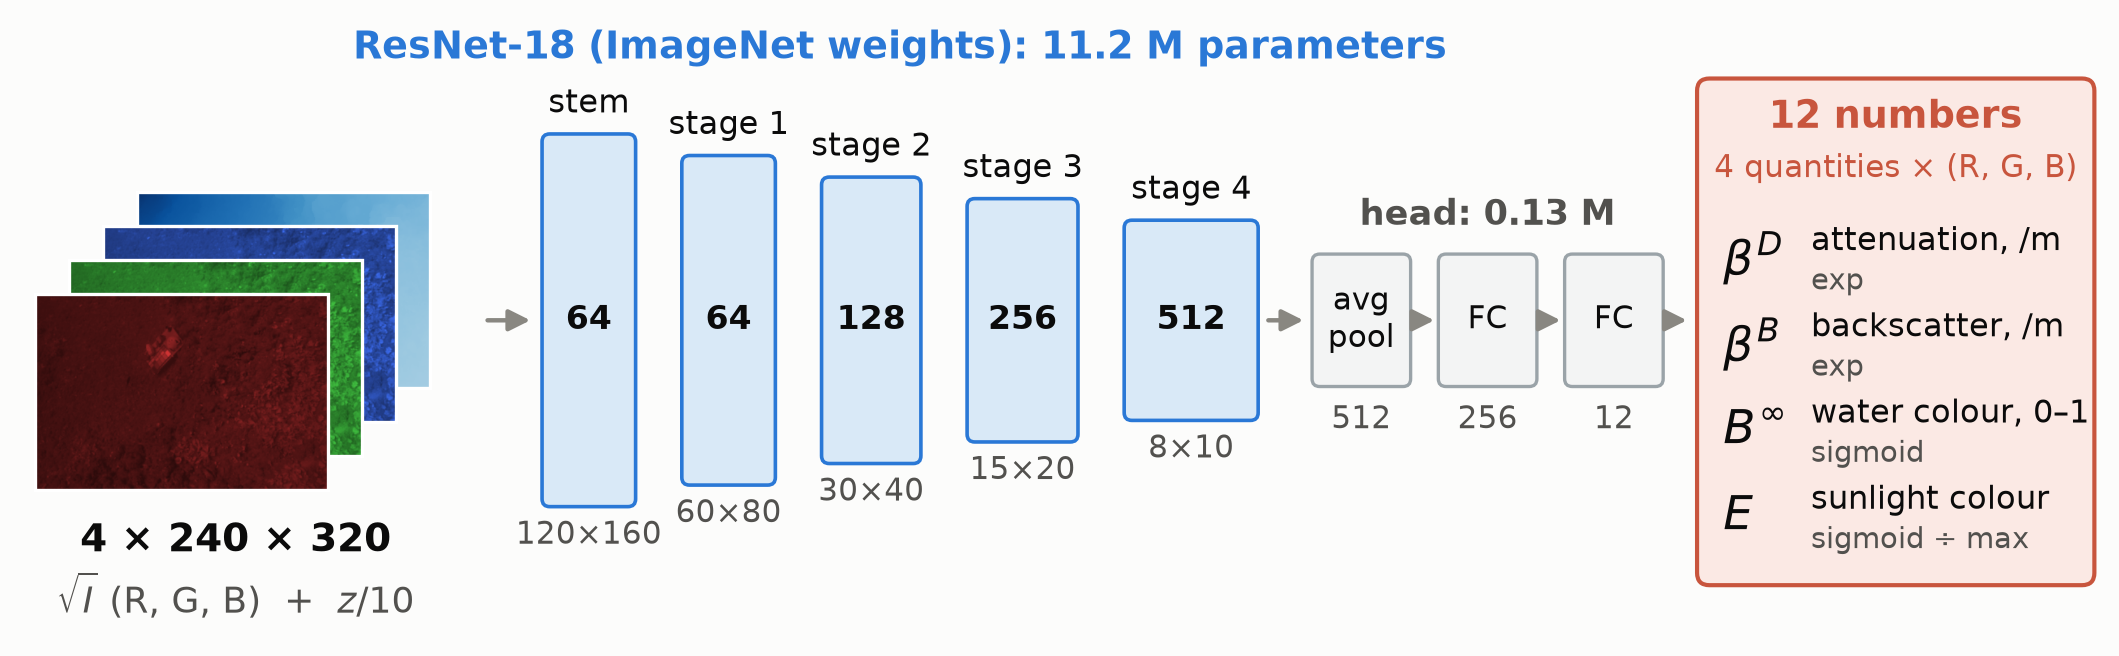 ResNet-18 (ImageNet weights): 11.2 M parameters
4 × 240 × 320
√I (R, G, B) + z/10
stem
64
120×160
stage 1
64
60×80
stage 2
128
30×40
stage 3
256
15×20
stage 4
512
8×10
head: 0.13 M
avg
pool
512
FC
256
FC
12
12 numbers
4 quantities × (R, G, B)
β^D attenuation, /m
exp
β^B backscatter, /m
exp
B^∞ water colour, 0–1
sigmoid
E sunlight colour
sigmoid ÷ max